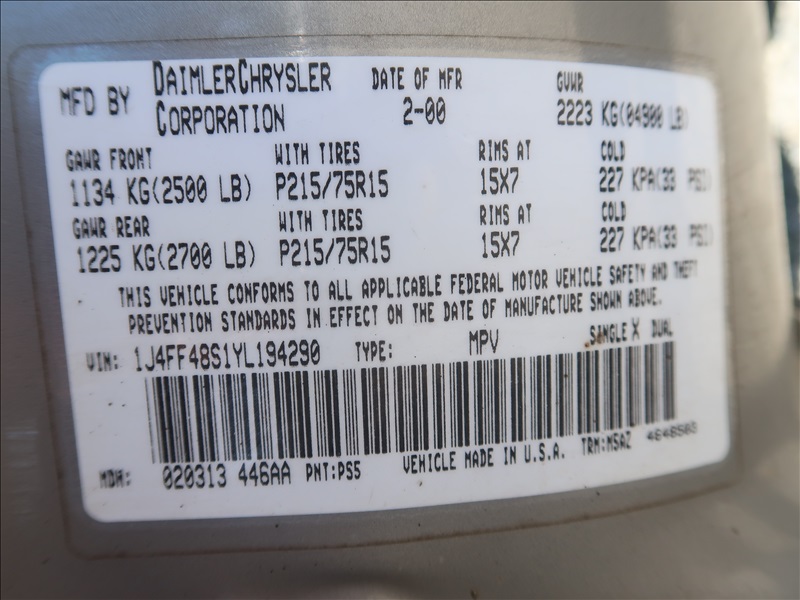 MFD BY DAIMLERCHRYSLER CORPORATION DATE OF MFR 2-00 GVWR 2223 KG(04900 LB)
GAWR FRONT WITH TIRES RIMS AT COLD
1134 KG(2500 LB) P215/75R15 15X7 227 KPA(33 PSI)
GAWR REAR WITH TIRES RIMS AT COLD
1225 KG(2700 LB) P215/75R15 15X7 227 KPA(33 PSI)
THIS VEHICLE CONFORMS TO ALL APPLICABLE FEDERAL MOTOR VEHICLE SAFETY AND THEFT
PREVENTION STANDARDS IN EFFECT ON THE DATE OF MANUFACTURE SHOWN ABOVE.
VIN: 1J4FF48S1YL194290 TYPE: MPV SINGLE X DUAL
MDH: 020313 446AA PNT:PS5 VEHICLE MADE IN U.S.A. TRM:MSAZ 4648503